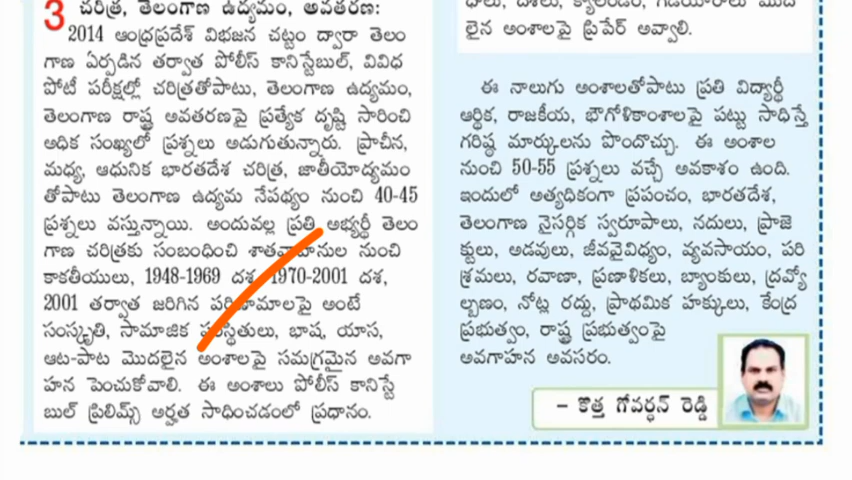 3 చరిత్ర, తెలంగాణ ఉద్యమం, అవతరణ:
2014 ఆంధ్రప్రదేశ్ విభజన చట్టం ద్వారా తెలం
గాణ ఏర్పడిన తర్వాత పోలీస్ కానిస్టేబుల్, వివిధ
పోటీ పరీక్షల్లో చరిత్రతోపాటు, తెలంగాణ ఉద్యమం,
తెలంగాణ రాష్ట్ర అవతరణపై ప్రత్యేక దృష్టి సారించి
అధిక సంఖ్యలో ప్రశ్నలు అడుగుతున్నారు. ప్రాచీన,
మధ్య, ఆధునిక భారతదేశ చరిత్ర, జాతీయోద్యమం
తోపాటు తెలంగాణ ఉద్యమ నేపథ్యం నుంచి 40-45
ప్రశ్నలు వస్తున్నాయి. అందువల్ల ప్రతి అభ్యర్థీ తెలం
గాణ చరిత్రకు సంబంధించి శాతవాహనుల నుంచి
కాకతీయులు, 1948-1969 దశ, 1970-2001 దశ,
2001 తర్వాత జరిగిన పరిణామాలపై అంటే
సంస్కృతి, సామాజిక పరిస్థితులు, భాష, యాస,
ఆట-పాట మొదలైన అంశాలపై సమగ్రమైన అవగా
హన పెంచుకోవాలి. ఈ అంశాలు పోలీస్ కానిస్టే
బుల్ ప్రిలిమ్స్ అర్హత సాధించడంలో ప్రధానం.
లైన అంశాలపై ప్రిపేర్ అవ్వాలి.
ఈ నాలుగు అంశాలతోపాటు ప్రతి విద్యార్థీ
ఆర్థిక, రాజకీయ, భౌగోళికాంశాలపై పట్టు సాధిస్తే
గరిష్ఠ మార్కులను పొందొచ్చు. ఈ అంశాల
నుంచి 50-55 ప్రశ్నలు వచ్చే అవకాశం ఉంది.
ఇందులో అత్యధికంగా ప్రపంచం, భారతదేశ,
తెలంగాణ నైసర్గిక స్వరూపాలు, నదులు, ప్రాజె
క్టులు, అడవులు, జీవవైవిధ్యం, వ్యవసాయం, పరి
శ్రమలు, రవాణా, ప్రణాళికలు, బ్యాంకులు, ద్రవ్యో
ల్బణం, నోట్ల రద్దు, ప్రాథమిక హక్కులు, కేంద్ర
ప్రభుత్వం, రాష్ట్ర ప్రభుత్వంపై
అవగాహన అవసరం.
– కొత్త గోవర్ధన్ రెడ్డి